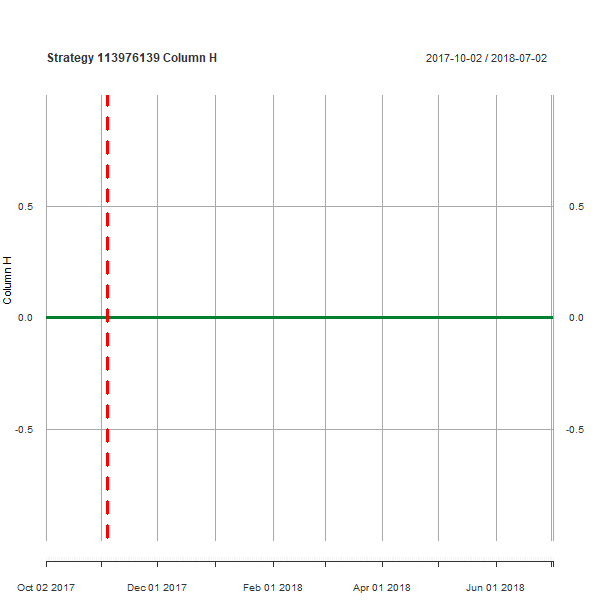 Strategy 113976139 Column H
2017-10-02 / 2018-07-02
0.5
0.5
Column H
0.0
0.0
-0.5
-0.5
Oct 02 2017
Dec 01 2017
Feb 01 2018
Apr 01 2018
Jun 01 2018